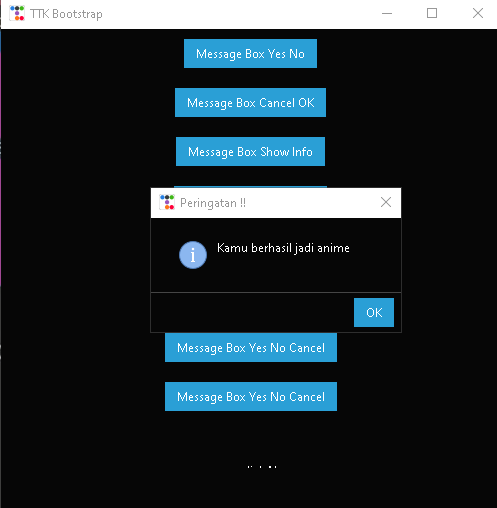 TTK Bootstrap
Message Box Yes No
Message Box Cancel OK
Message Box Show Info
Peringatan !!
Kamu berhasil jadi anime
OK
Message Box Yes No Cancel
Message Box Yes No Cancel